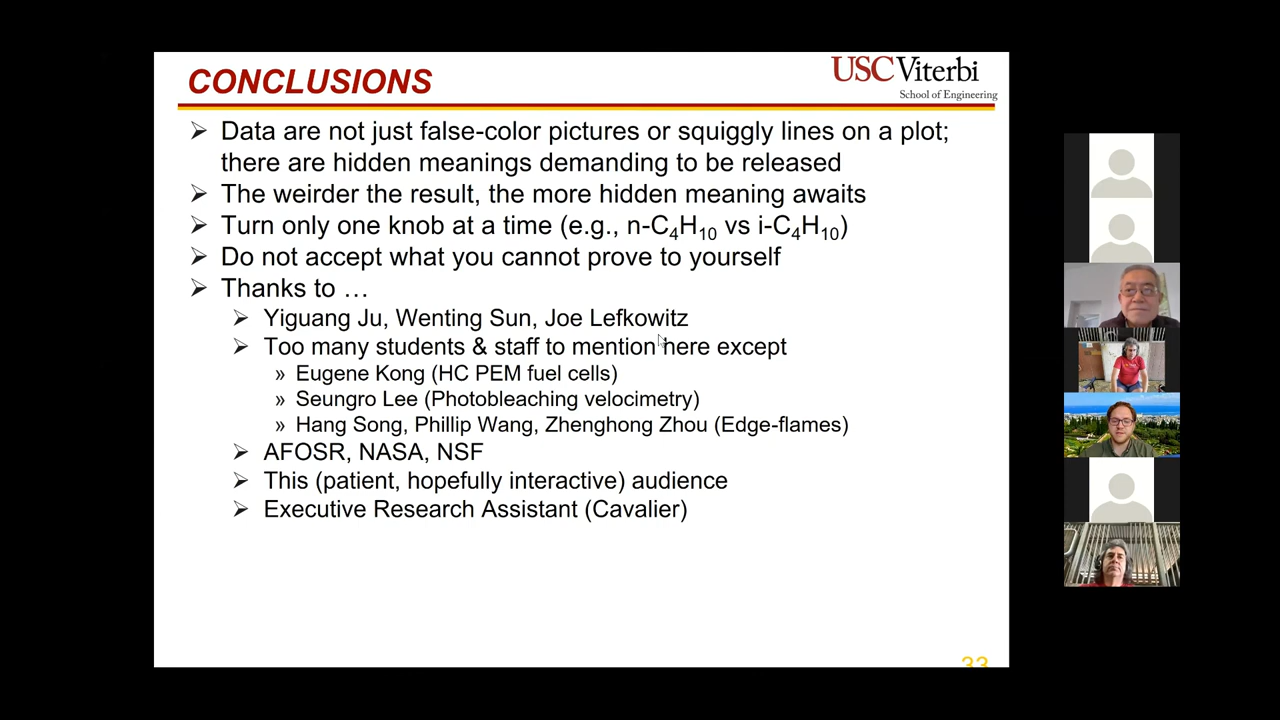 CONCLUSIONS
USC Viterbi
School of Engineering
➢ Data are not just false-color pictures or squiggly lines on a plot;
there are hidden meanings demanding to be released
➢ The weirder the result, the more hidden meaning awaits
➢ Turn only one knob at a time (e.g., n-C₄H₁₀ vs i-C₄H₁₀)
➢ Do not accept what you cannot prove to yourself
➢ Thanks to …
➢ Yiguang Ju, Wenting Sun, Joe Lefkowitz
➢ Too many students & staff to mention here except
» Eugene Kong (HC PEM fuel cells)
» Seungro Lee (Photobleaching velocimetry)
» Hang Song, Phillip Wang, Zhenghong Zhou (Edge-flames)
➢ AFOSR, NASA, NSF
➢ This (patient, hopefully interactive) audience
➢ Executive Research Assistant (Cavalier)
33